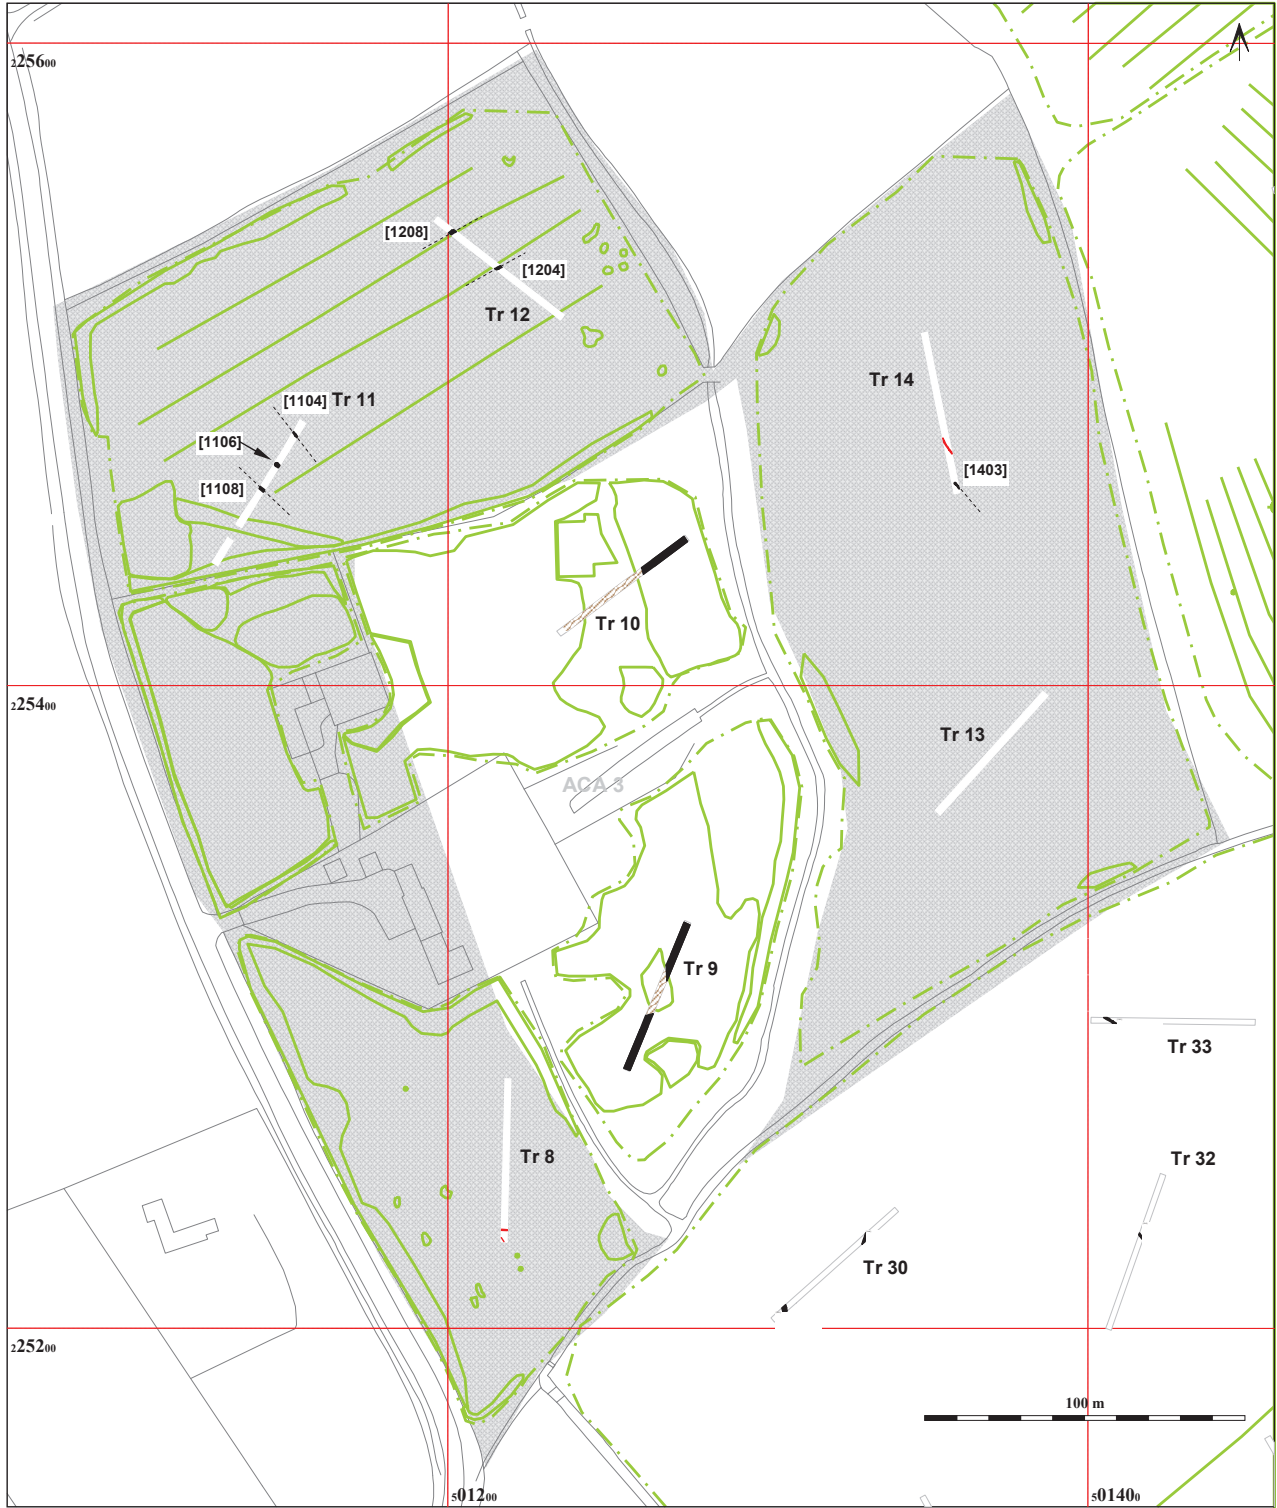 225600
[1208]
[1204]
Tr 12
Tr 14
[1104] Tr 11
[1106]
[1108]
[1403]
Tr 10
225400
Tr 13
ACA 3
Tr 9
Tr 33
Tr 8
Tr 32
Tr 30
225200
100 m
501200
501400